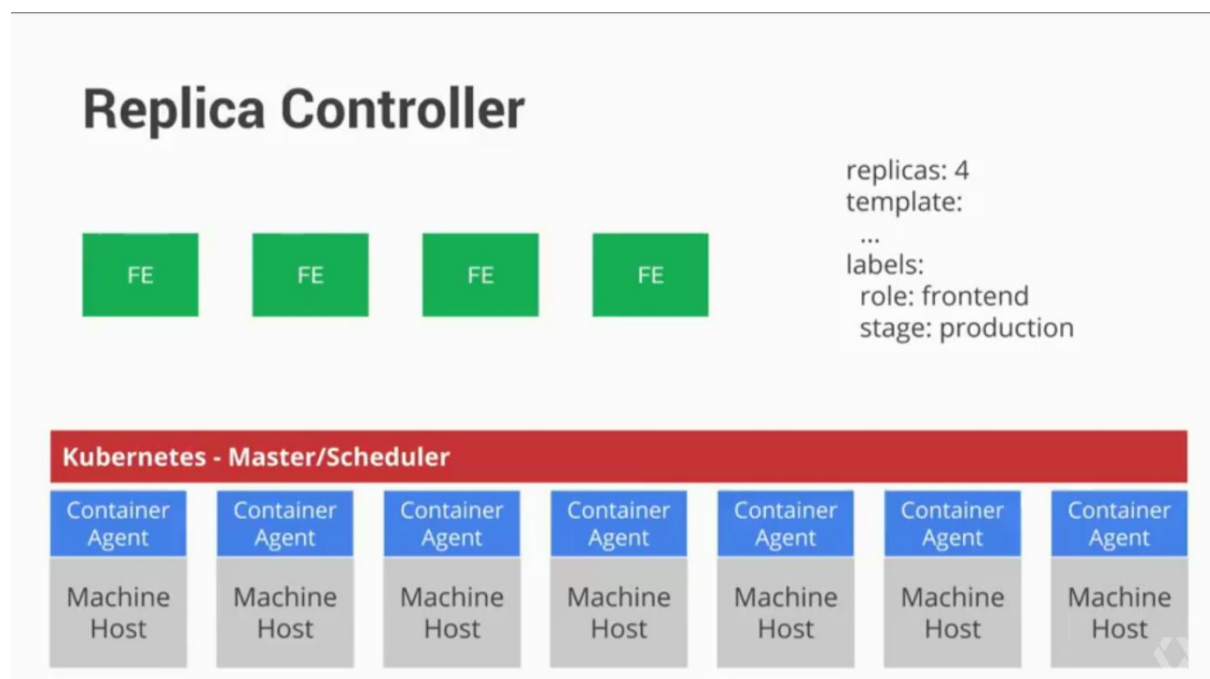 Replica Controller
replicas: 4
template:
...
labels:
role: frontend
stage: production
FE
FE
FE
FE
Kubernetes - Master/Scheduler
Container
Agent
Container
Agent
Container
Agent
Container
Agent
Container
Agent
Container
Agent
Container
Agent
Machine
Host
Machine
Host
Machine
Host
Machine
Host
Machine
Host
Machine
Host
Machine
Host